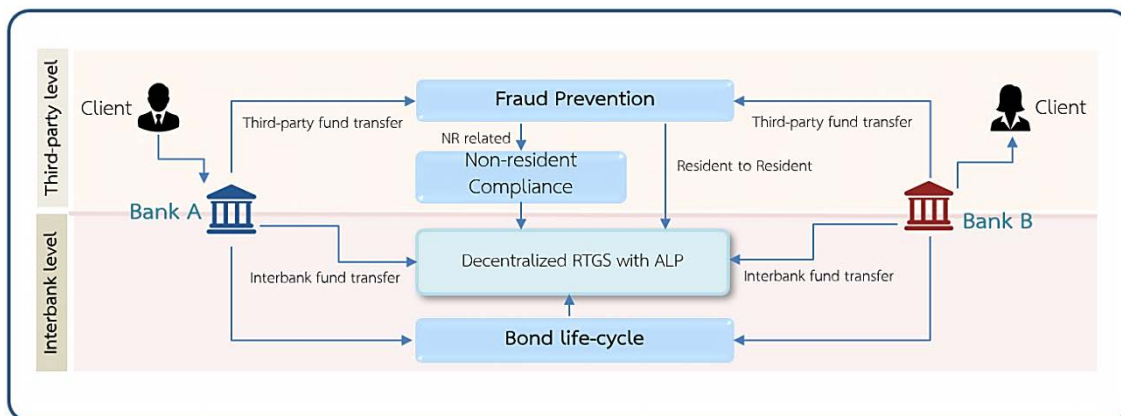 Third-party level
Client
Fraud Prevention
Client
Third-party fund transfer
Third-party fund transfer
NR related
Non-resident
Compliance
Resident to Resident
Bank A
Bank B
Interbank level
Decentralized RTGS with ALP
Interbank fund transfer
Interbank fund transfer
Bond life-cycle